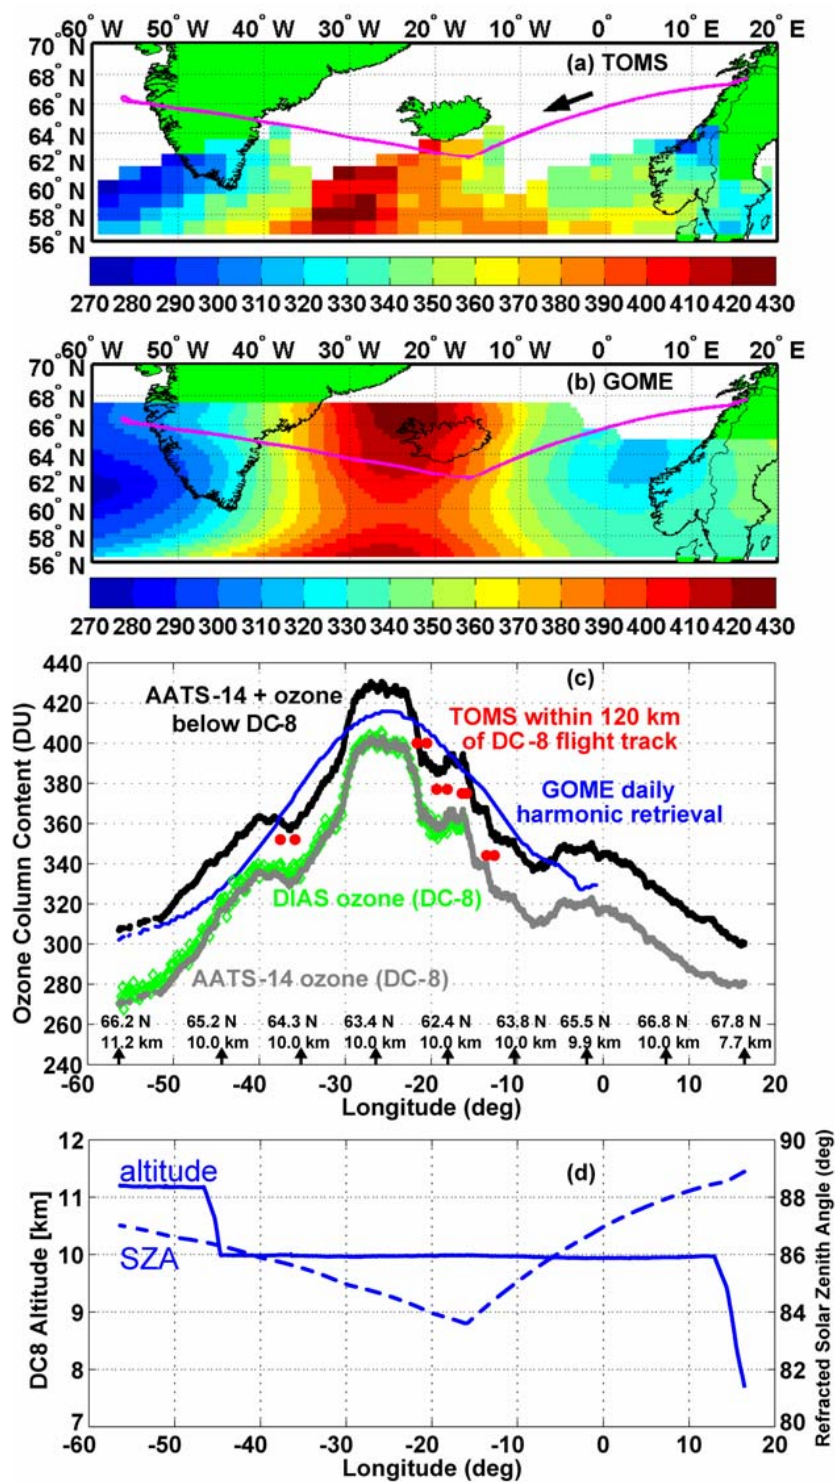 60° W 50° W 40° W 30° W 20° W 10° W 0° 10° E 20° E
70° N
(a) TOMS
68° N
66° N
64° N
62° N
60° N
58° N
56° N
270 280 290 300 310 320 330 340 350 360 370 380 390 400 410 420 430
60° W 50° W 40° W 30° W 20° W 10° W 0° 10° E 20° E
70° N
(b) GOME
68° N
66° N
64° N
62° N
60° N
58° N
56° N
270 280 290 300 310 320 330 340 350 360 370 380 390 400 410 420 430
Ozone Column Content (DU)
440
420
400
380
360
340
320
300
280
260
240
(c)
AATS-14 + ozone
below DC-8
TOMS within 120 km
of DC-8 flight track
GOME daily
harmonic retrieval
DIAS ozone (DC-8)
AATS-14 ozone (DC-8)
66.2 N 65.2 N 64.3 N 63.4 N 62.4 N 63.8 N 65.5 N 66.8 N 67.8 N
11.2 km 10.0 km 10.0 km 10.0 km 10.0 km 10.0 km 9.9 km 10.0 km 7.7 km
-60 -50 -40 -30 -20 -10 0 10 20
Longitude (deg)
DC8 Altitude [km]
12
11
10
9
8
7
altitude
SZA
(d)
90
88
86
84
82
80
Refracted Solar Zenith Angle (deg)
-60 -50 -40 -30 -20 -10 0 10 20
Longitude (deg)